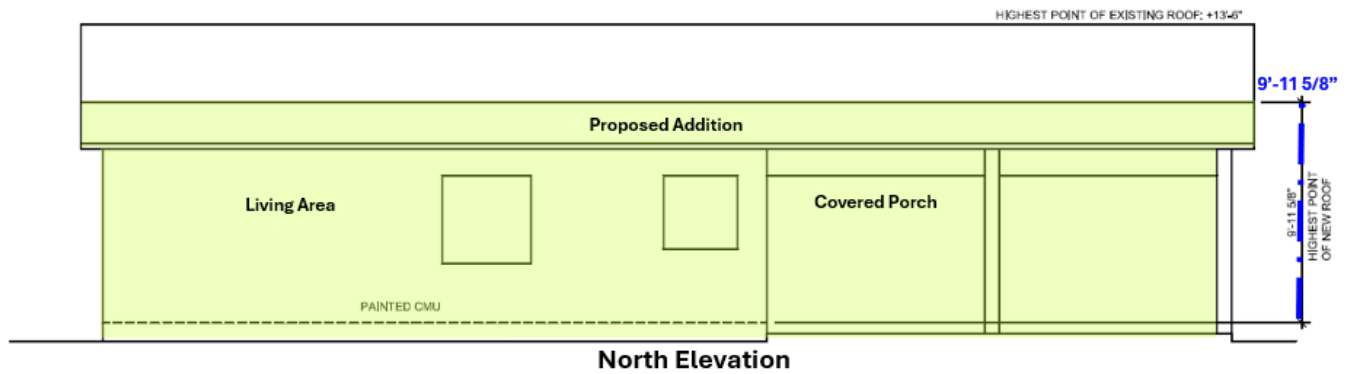 HIGHEST POINT OF EXISTING ROOF; +13'-6"
9'-11 5/8”
Proposed Addition
Living Area
Covered Porch
9'-11 5/8"
HIGHEST POINT
OF NEW ROOF
PAINTED CMU
North Elevation